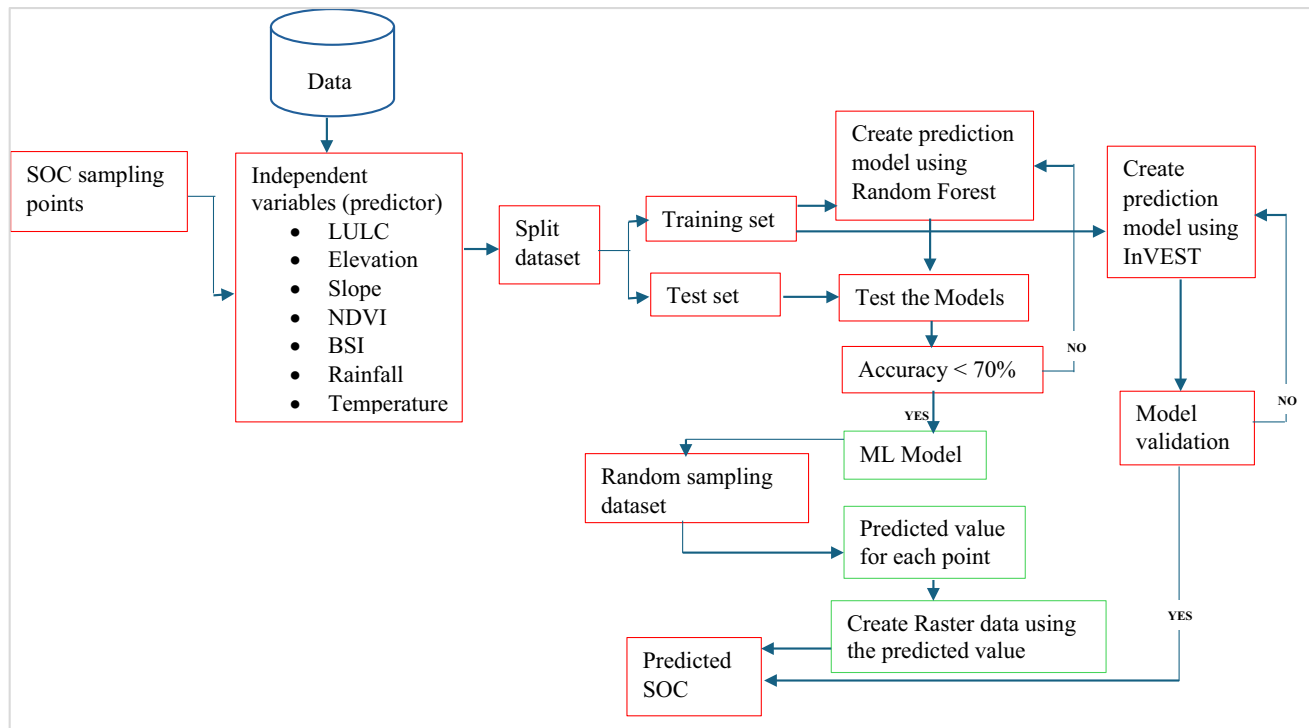 Data
SOC sampling
points
Independent
variables (predictor)
• LULC
• Elevation
• Slope
• NDVI
• BSI
• Rainfall
• Temperature
Split
dataset
Training set
Test set
Create prediction
model using
Random Forest
Test the Models
Accuracy < 70%
NO
YES
ML Model
Random sampling
dataset
Predicted value
for each point
Create Raster data using
the predicted value
Predicted
SOC
Create
prediction
model using
InVEST
NO
Model
validation
YES